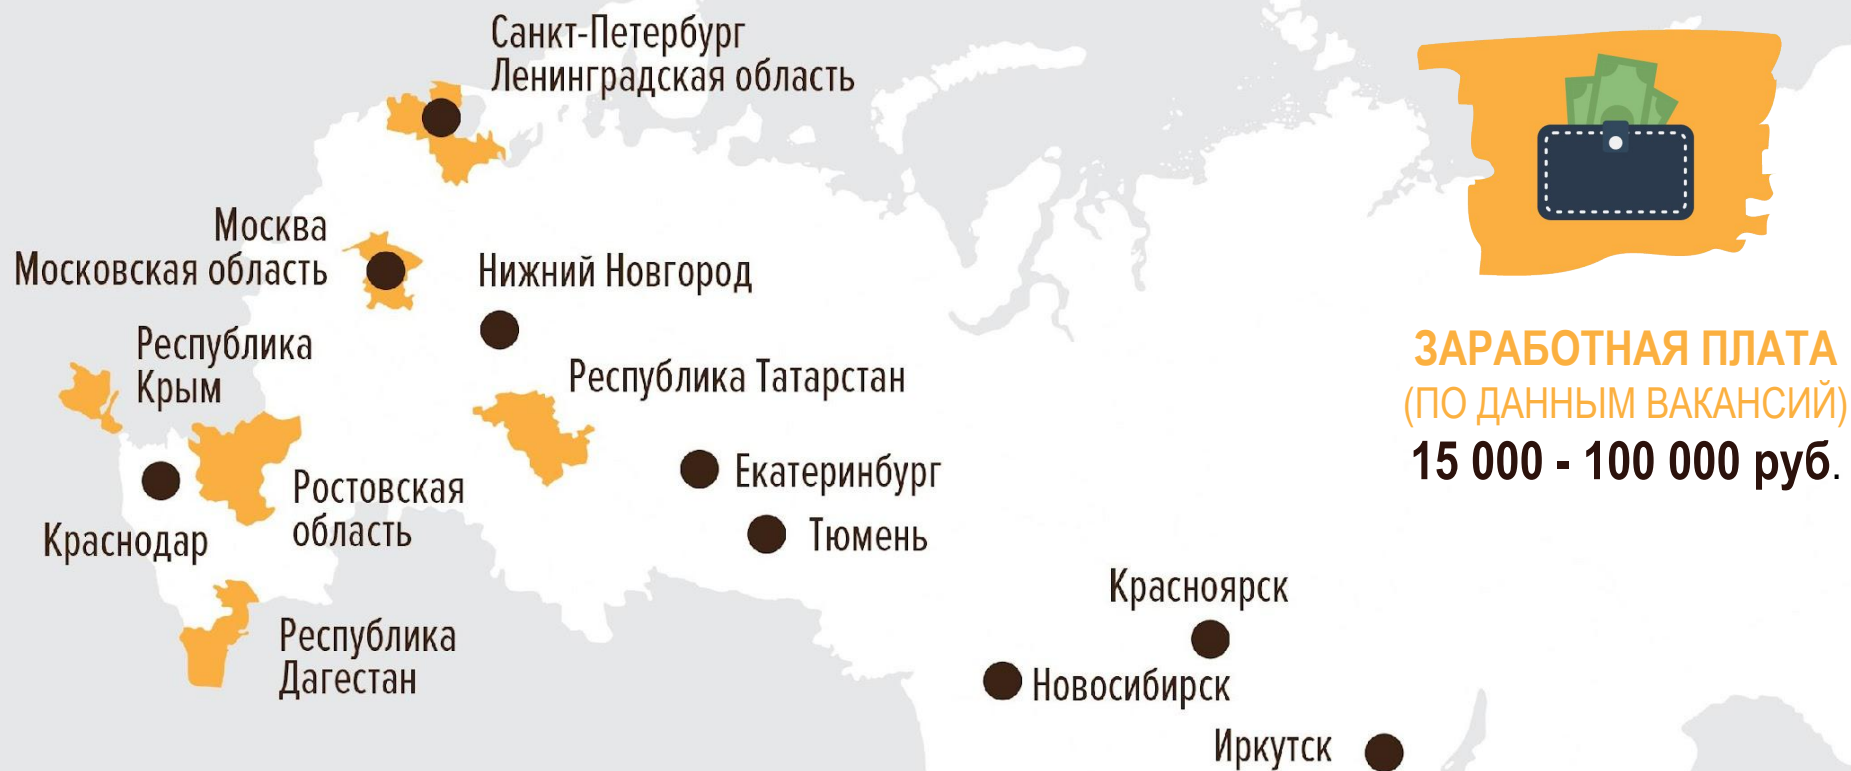 Санкт-Петербург
Ленинградская область
Москва
Московская область
Нижний Новгород
Республика
Крым
Республика Татарстан
Екатеринбург
Ростовская
область
Краснодар
Тюмень
Республика
Дагестан
Красноярск
Новосибирск
Иркутск
ЗАРАБОТНАЯ ПЛАТА
(ПО ДАННЫМ ВАКАНСИЙ)
15 000 - 100 000 руб.